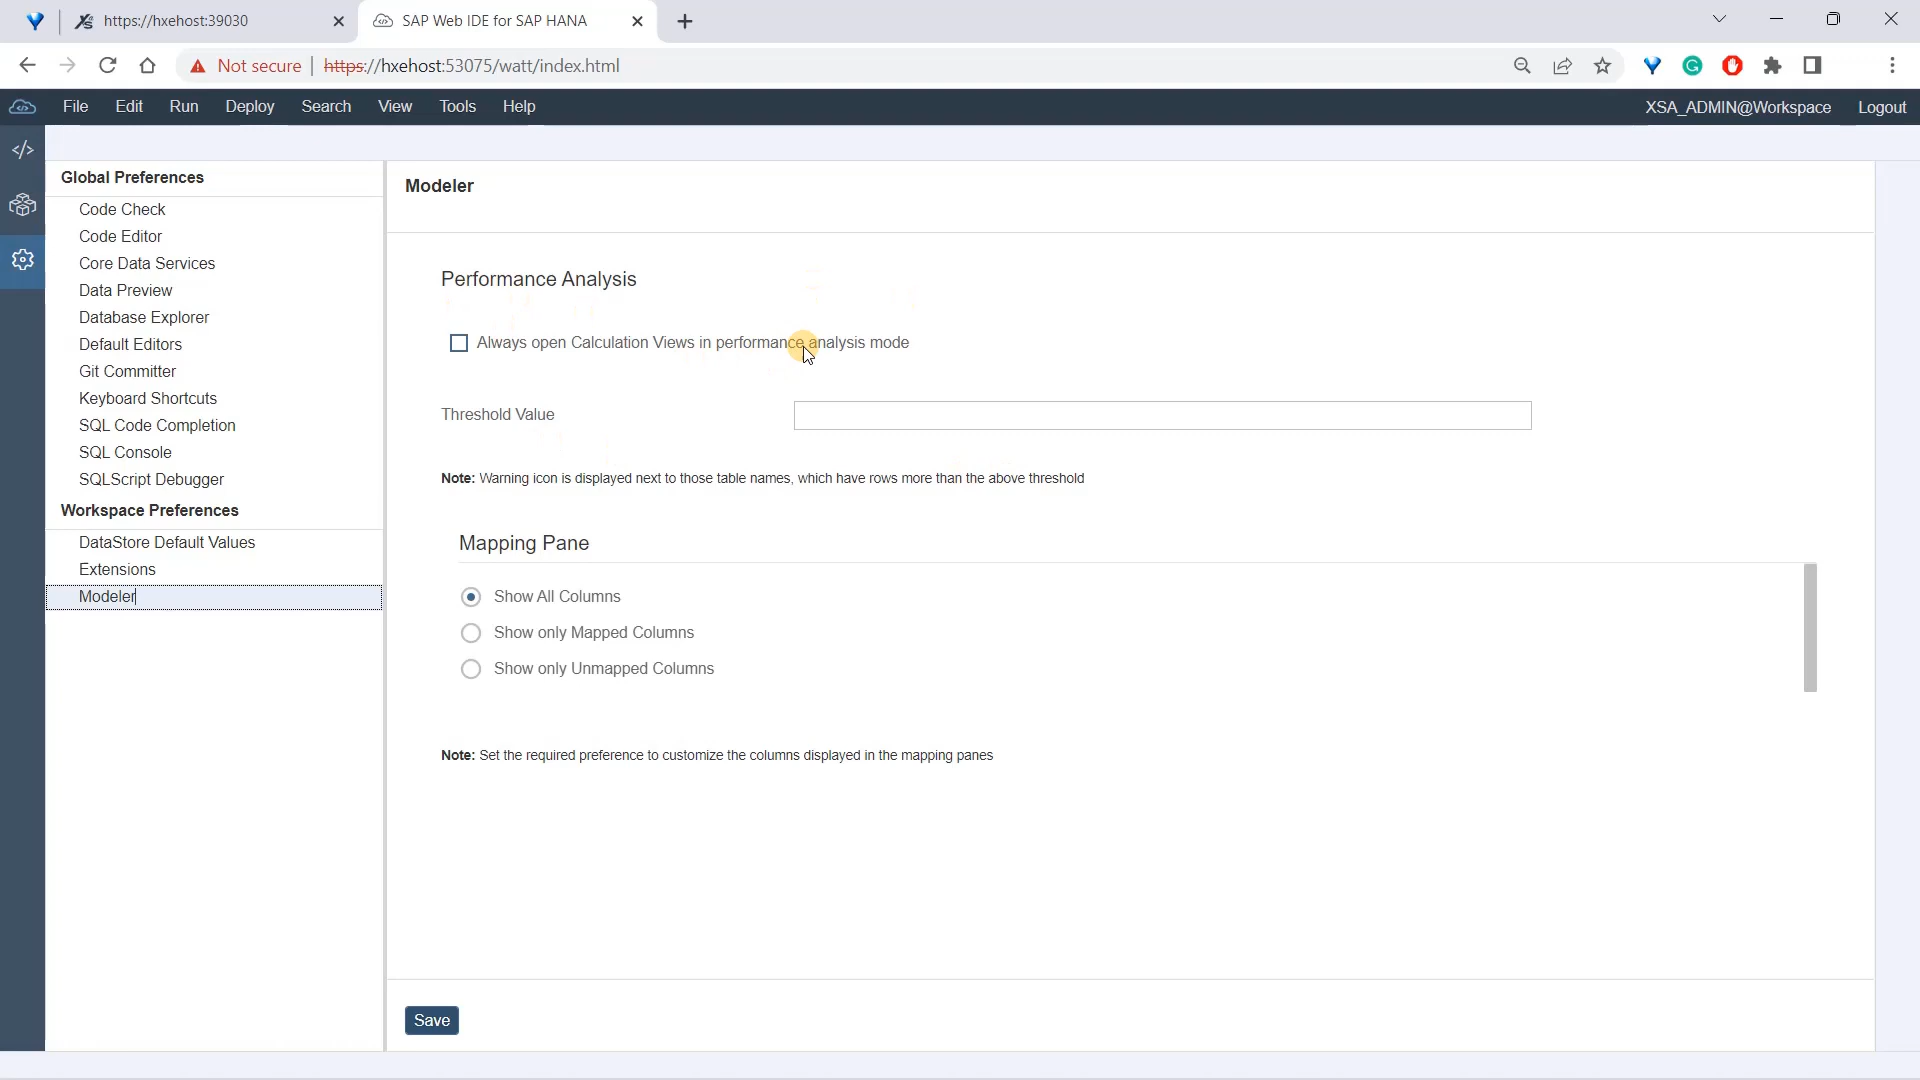 https://hxehost:39030
SAP Web IDE for SAP HANA
Not secure
https://hxehost:53075/watt/index.html
File Edit Run Deploy Search View Tools Help
XSA_ADMIN@Workspace Logout
Global Preferences
Code Check
Code Editor
Core Data Services
Data Preview
Database Explorer
Default Editors
Git Committer
Keyboard Shortcuts
SQL Code Completion
SQL Console
SQLScript Debugger
Workspace Preferences
DataStore Default Values
Extensions
Modeler
Modeler
Performance Analysis
Always open Calculation Views in performance analysis mode
Threshold Value
Note: Warning icon is displayed next to those table names, which have rows more than the above threshold
Mapping Pane
Show All Columns
Show only Mapped Columns
Show only Unmapped Columns
Note: Set the required preference to customize the columns displayed in the mapping panes
Save